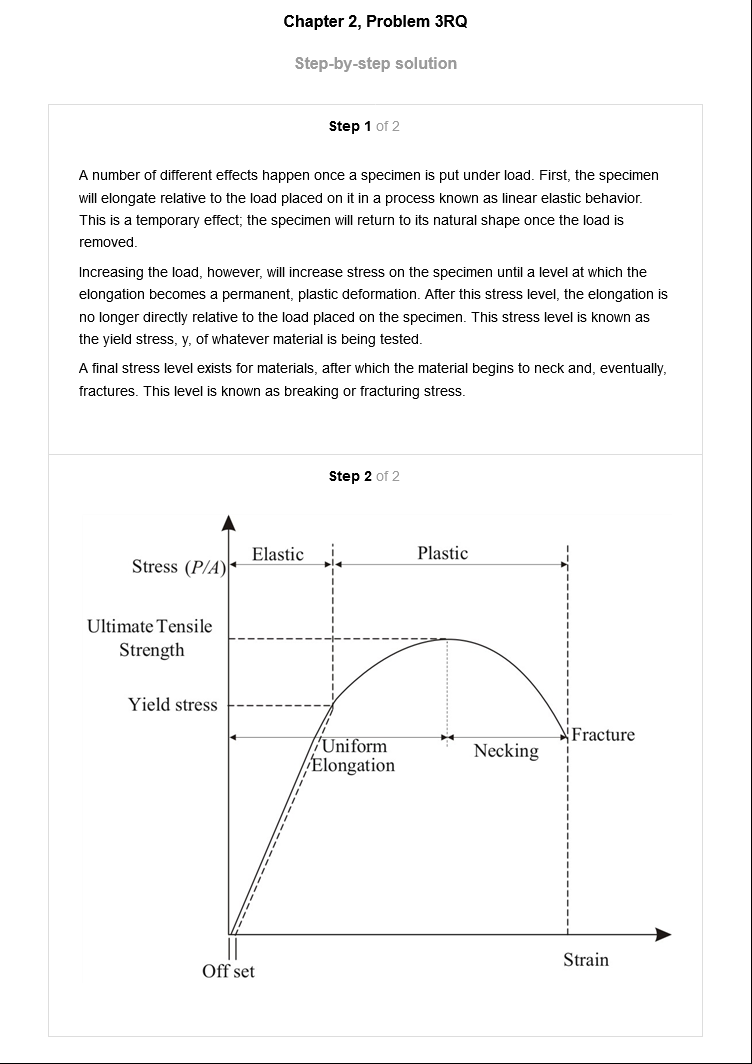 Chapter 2, Problem 3RQ
Step-by-step solution
Step 1 of 2
A number of different effects happen once a specimen is put under load. First, the specimen
will elongate relative to the load placed on it in a process known as linear elastic behavior.
This is a temporary effect; the specimen will return to its natural shape once the load is
removed.
Increasing the load, however, will increase stress on the specimen until a level at which the
elongation becomes a permanent, plastic deformation. After this stress level, the elongation is
no longer directly relative to the load placed on the specimen. This stress level is known as
the yield stress, y, of whatever material is being tested.
A final stress level exists for materials, after which the material begins to neck and, eventually,
fractures. This level is known as breaking or fracturing stress.
Step 2 of 2
Elastic
Plastic
Stress (P/A)
Ultimate Tensile
Strength
Yield stress
Fracture
Uniform
Elongation
Necking
Strain
Off set